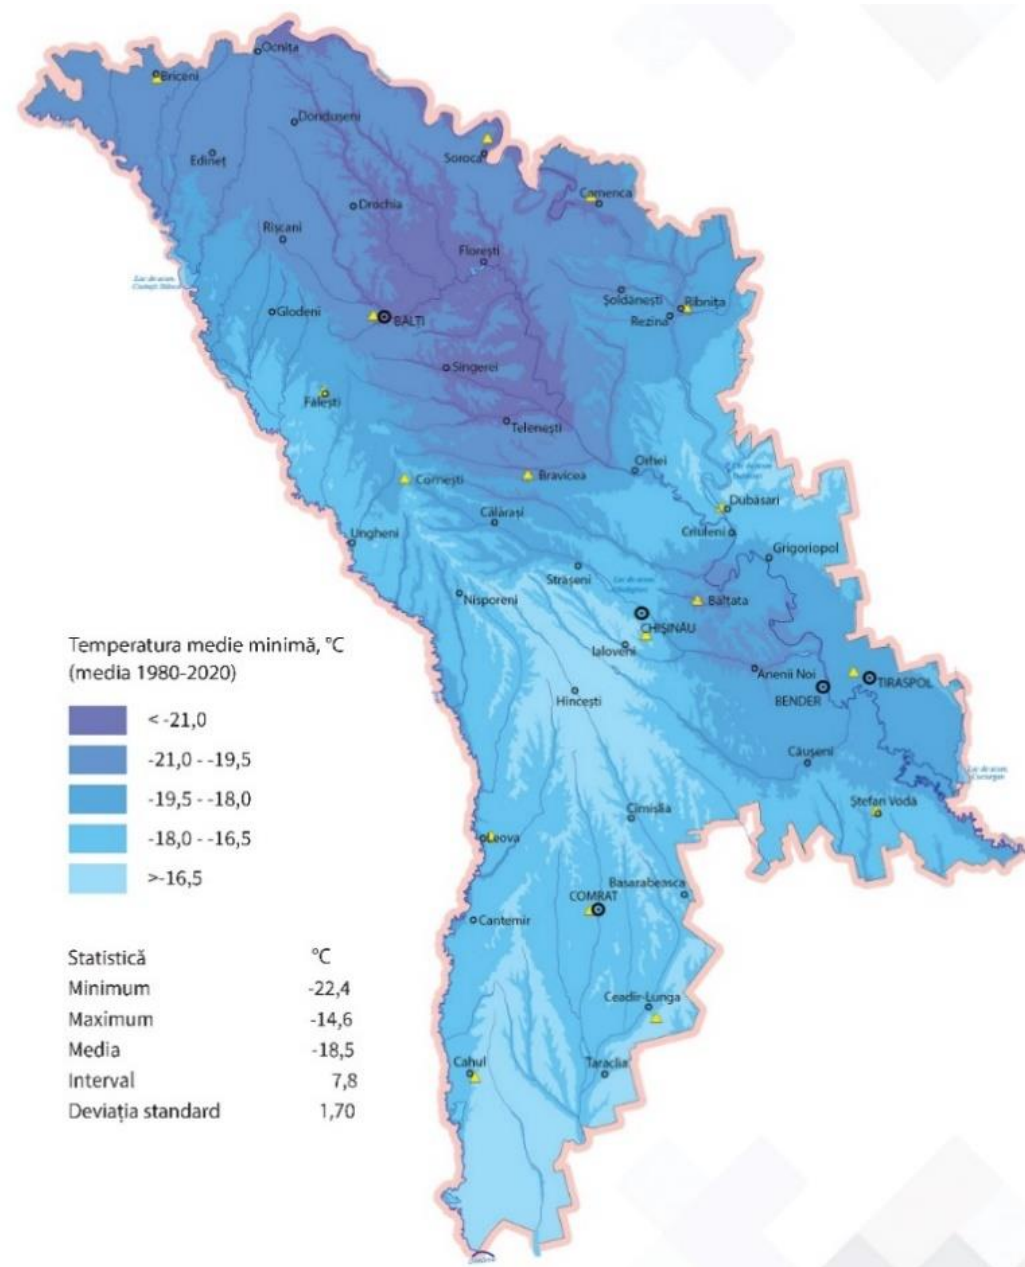 Ocnița
Briceni
Dondușeni
Soroca
Edineț
Camenca
Drochia
Rîșcani
Florești
Șoldănești
Rîbnița
Glodeni
Rezina
BĂLȚI
Sîngerei
Fălești
Telenești
Orhei
Cornești
Bravicea
Dubăsari
Călărași
Criuleni
Ungheni
Grigoriopol
Strășeni
Nisporeni
Bălțata
CHIȘINĂU
Ialoveni
Anenii Noi
TIRASPOL
BENDER
Hîncești
Căușeni
Ștefan Vodă
Cimișlia
Leova
Basarabeasca
COMRAT
Cantemir
Ceadîr-Lunga
Cahul
Taraclia
Temperatura medie minimă, °C
(media 1980-2020)
< -21,0
-21,0 - -19,5
-19,5 - -18,0
-18,0 - -16,5
>-16,5
Statistică °C
Minimum -22,4
Maximum -14,6
Media -18,5
Interval 7,8
Deviația standard 1,70